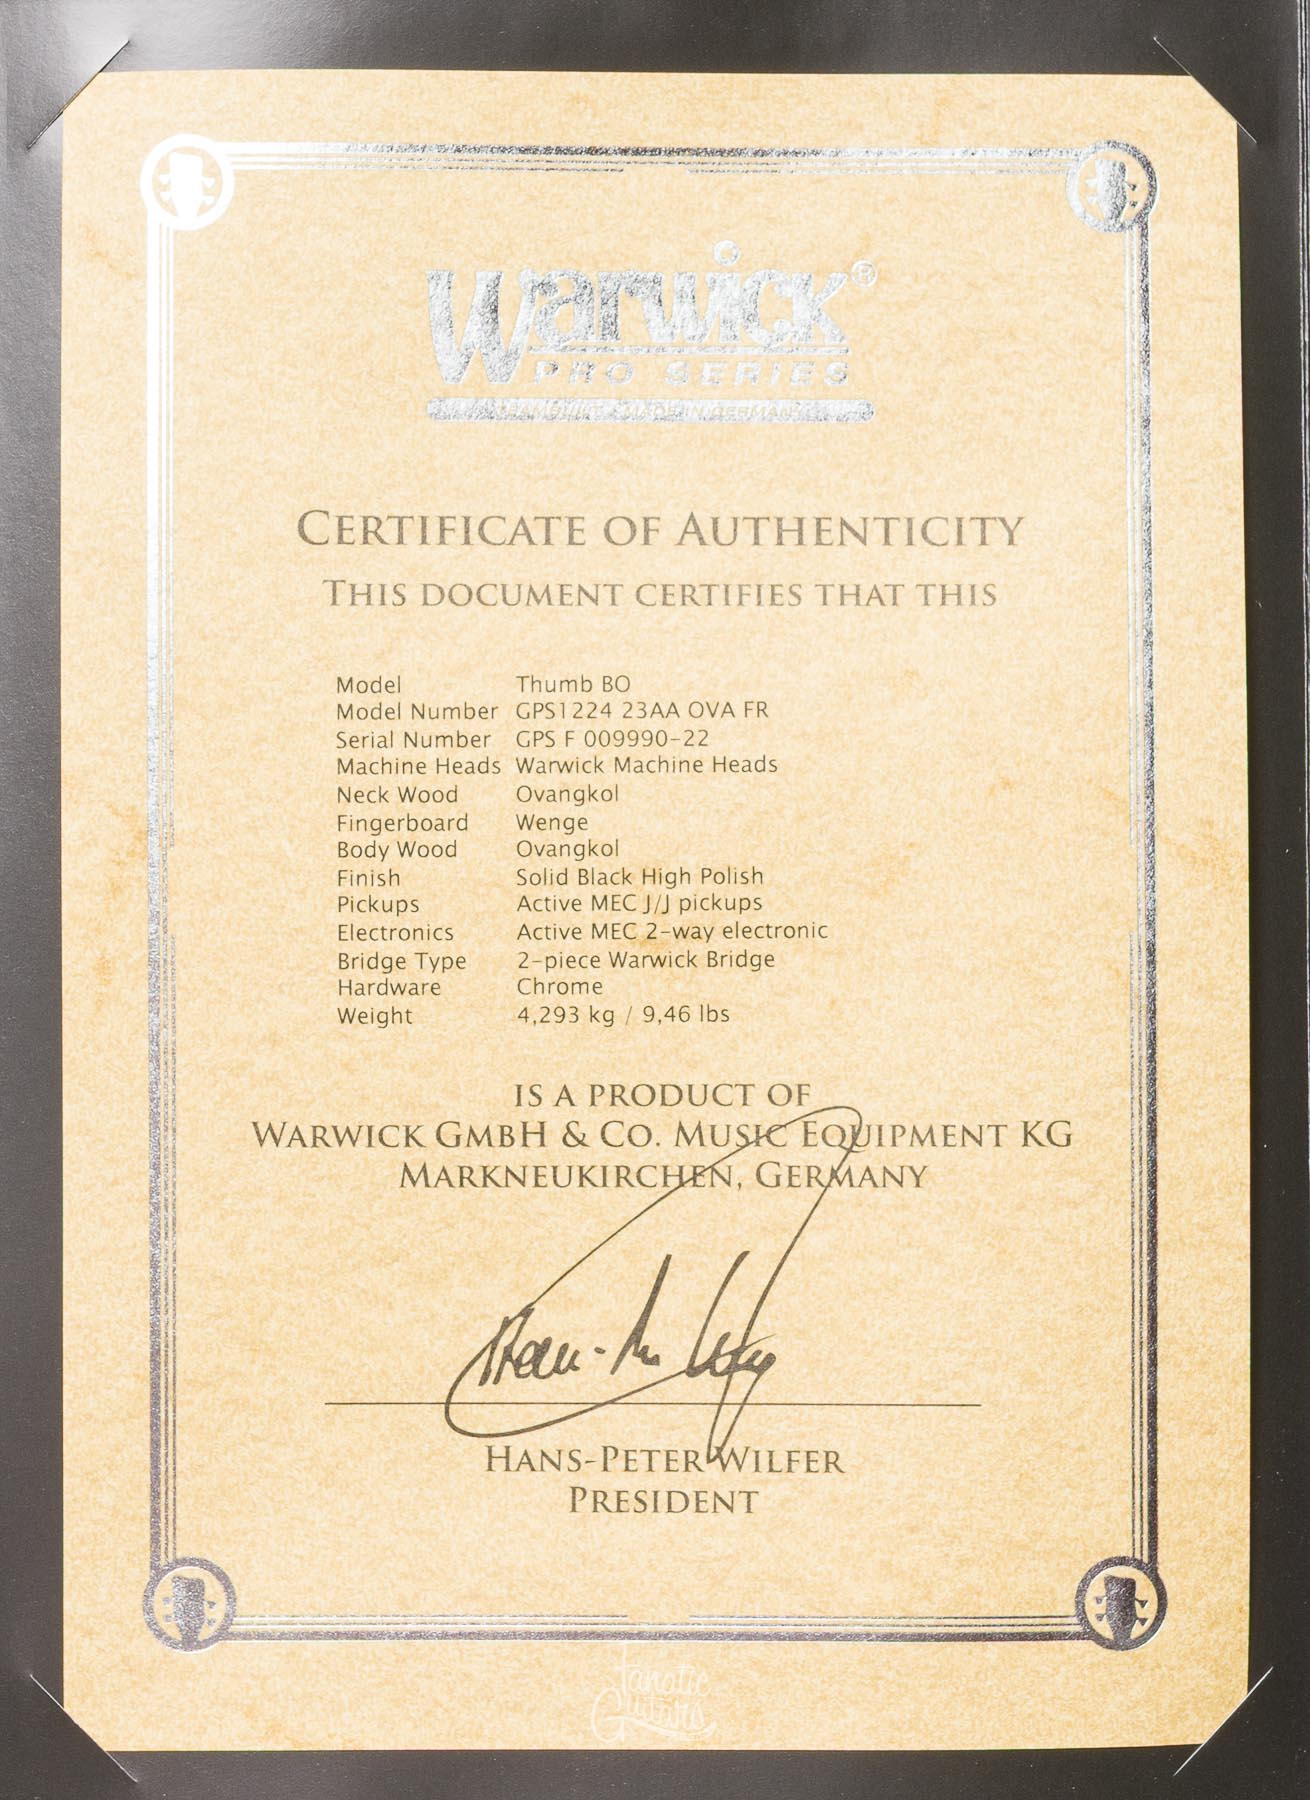 Warwick®
PRO SERIES
TEAMBUILT / MADE IN GERMANY
CERTIFICATE OF AUTHENTICITY
THIS DOCUMENT CERTIFIES THAT THIS
Model Thumb BO
Model Number GPS1224 23AA OVA FR
Serial Number GPS F 009990-22
Machine Heads Warwick Machine Heads
Neck Wood Ovangkol
Fingerboard Wenge
Body Wood Ovangkol
Finish Solid Black High Polish
Pickups Active MEC J/J pickups
Electronics Active MEC 2-way electronic
Bridge Type 2-piece Warwick Bridge
Hardware Chrome
Weight 4,293 kg / 9,46 lbs
IS A PRODUCT OF
WARWICK GMBH & CO. MUSIC EQUIPMENT KG
MARKNEUKIRCHEN, GERMANY
HANS-PETER WILFER
PRESIDENT
fanatic
Guitars